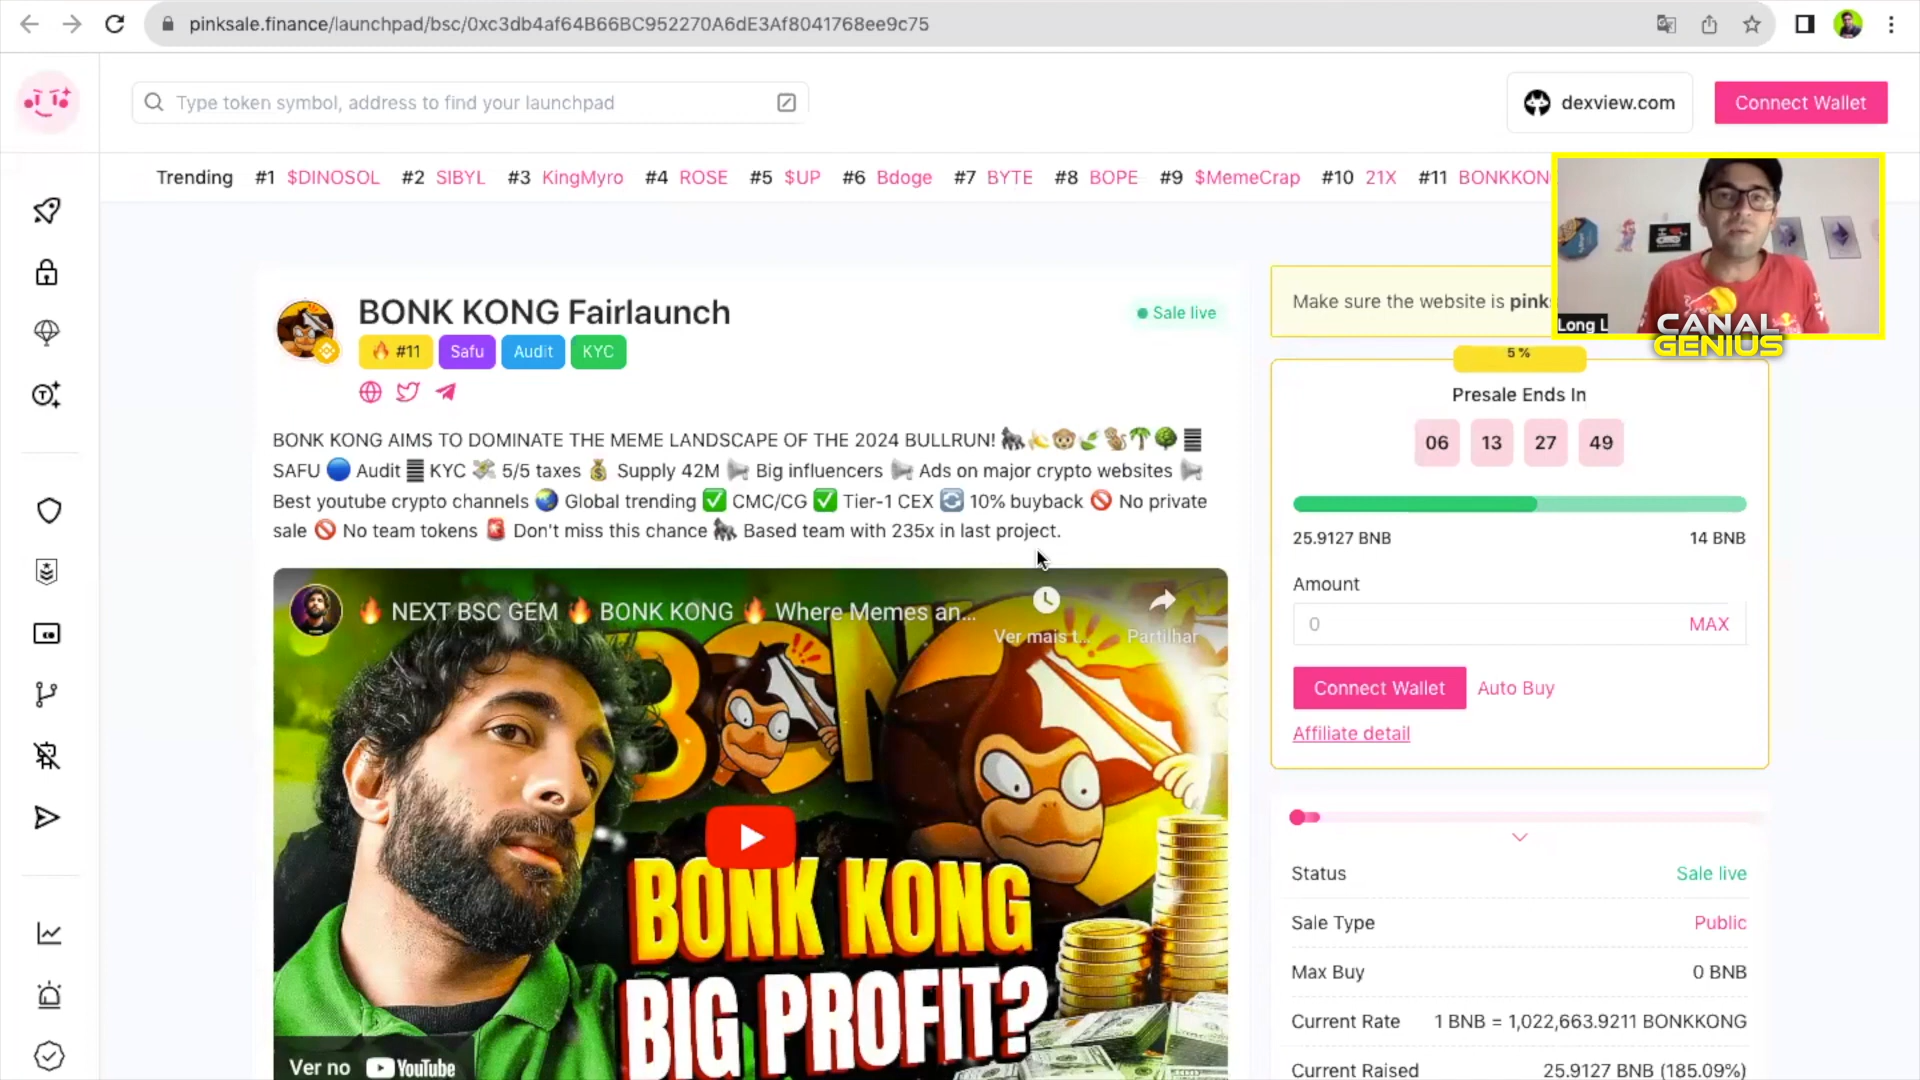 pinksale.finance/launchpad/bsc/0xc3db4af64B66BC952270A6dE3Af8041768ee9c75
Type token symbol, address to find your launchpad
dexview.com
Connect Wallet
Trending #1 $DINOSOL #2 SIBYL #3 KingMyro #4 ROSE #5 $UP #6 Bdoge #7 BYTE #8 BOPE #9 $MemeCrap #10 21X #11 BONKKON
BONK KONG Fairlaunch
Sale live
🔥 #11 Safu Audit KYC
BONK KONG AIMS TO DOMINATE THE MEME LANDSCAPE OF THE 2024 BULLRUN! 🦍🍌🐵🍃🐒🌴🌳
SAFU 🔵 Audit KYC 💸 5/5 taxes 💰 Supply 42M 📢 Big influencers 📢 Ads on major crypto websites 📢
Best youtube crypto channels 🌏 Global trending ✅ CMC/CG ✅ Tier-1 CEX 🔄 10% buyback 🚫 No private
sale 🚫 No team tokens 🚨 Don't miss this chance 🦍 Based team with 235x in last project.
🔥 NEXT BSC GEM 🔥 BONK KONG 🔥 Where Memes an...
Ver mais t...
Partilhar
BON
BONK KONG
BIG PROFIT?
Ver no YouTube
Make sure the website is pinks
Long L
CANAL
GENIUS
5 %
Presale Ends In
06 13 27 49
25.9127 BNB 14 BNB
Amount
0 MAX
Connect Wallet Auto Buy
Affiliate detail
Status Sale live
Sale Type Public
Max Buy 0 BNB
Current Rate 1 BNB = 1,022,663.9211 BONKKONG
Current Raised 25.9127 BNB (185.09%)